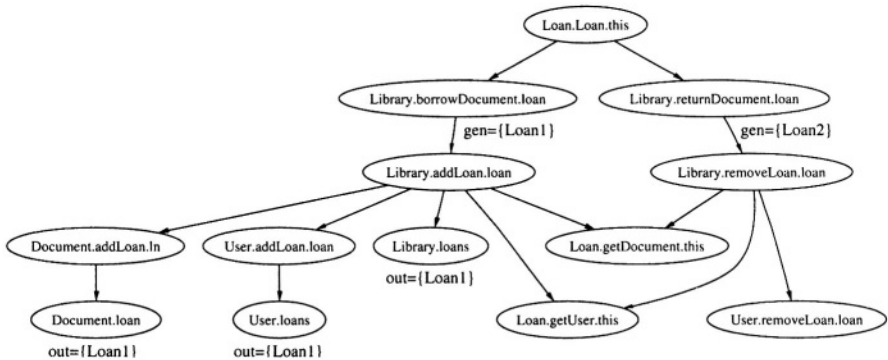 Loan.Loan.this
Library.borrowDocument.loan
Library.returnDocument.loan
gen={Loan1}
gen={Loan2}
Library.addLoan.loan
Library.removeLoan.loan
Document.addLoan.ln
User.addLoan.loan
Library.loans
Loan.getDocument.this
out={Loan1}
Document.loan
User.loans
Loan.getUser.this
User.removeLoan.loan
out={Loan1}
out={Loan1}